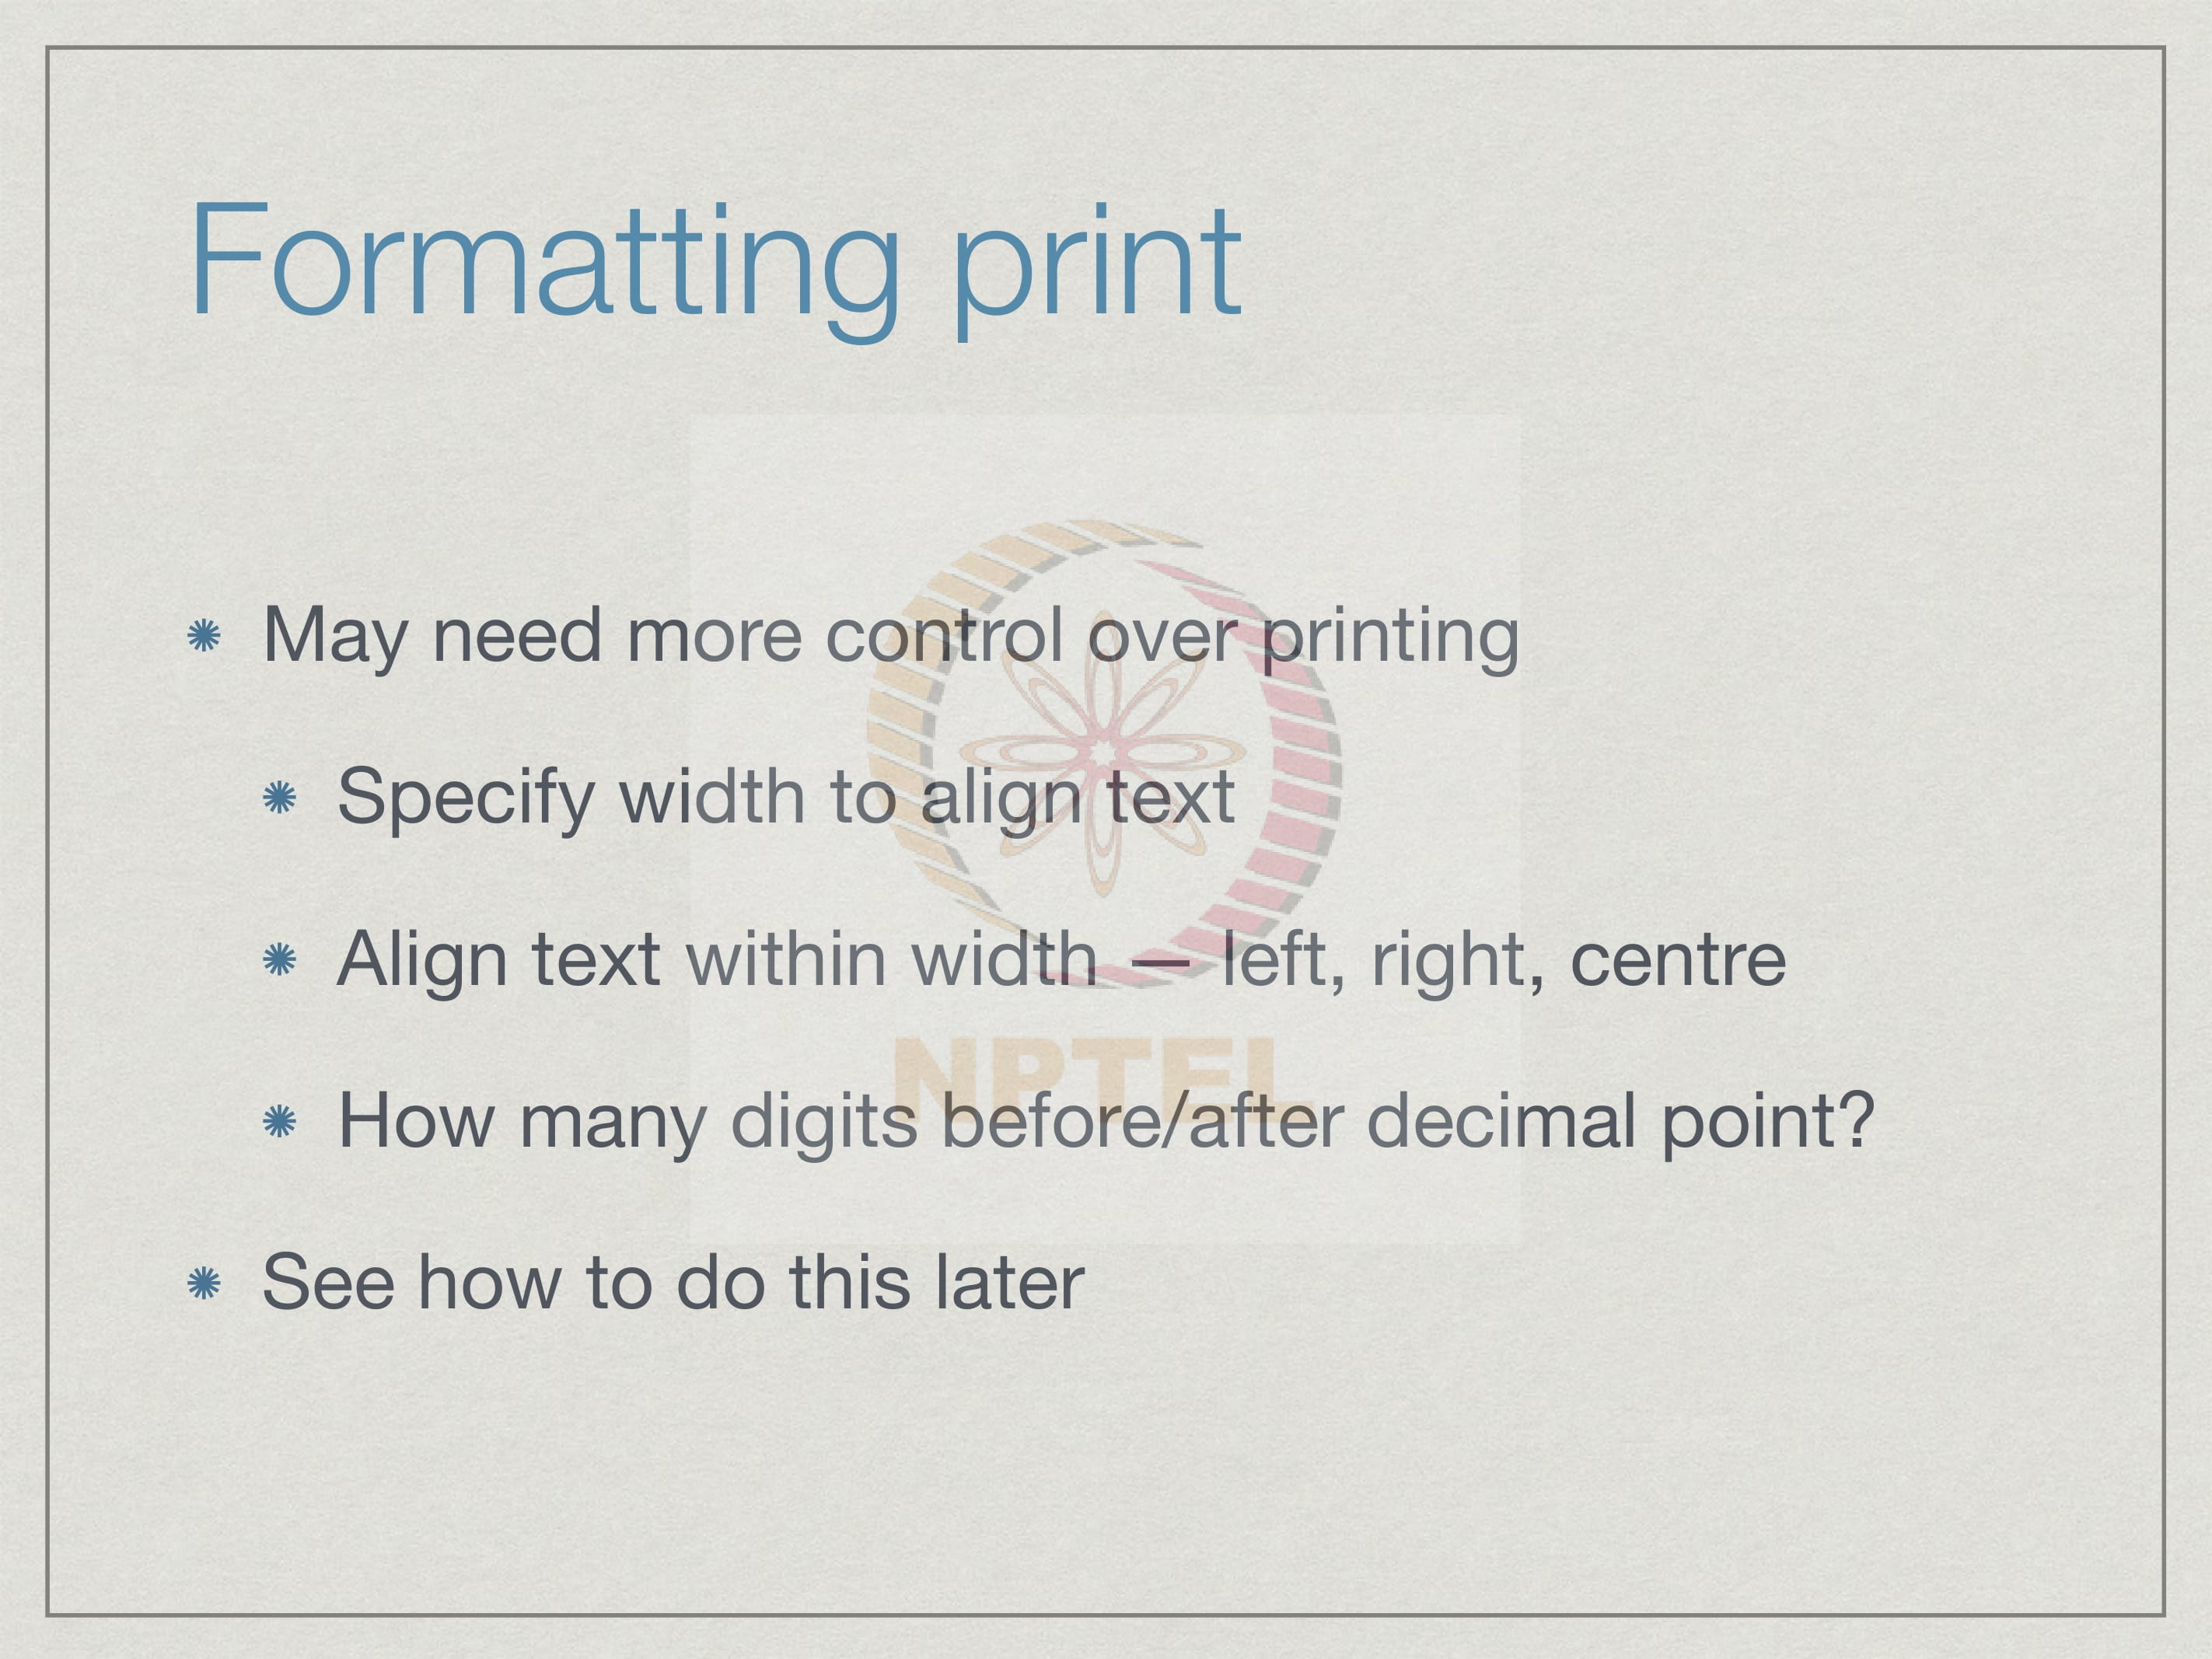 Formatting print
May need more control over printing
Specify width to align text
Align text within width — left, right, centre
NPTEL
How many digits before/after decimal point?
See how to do this later